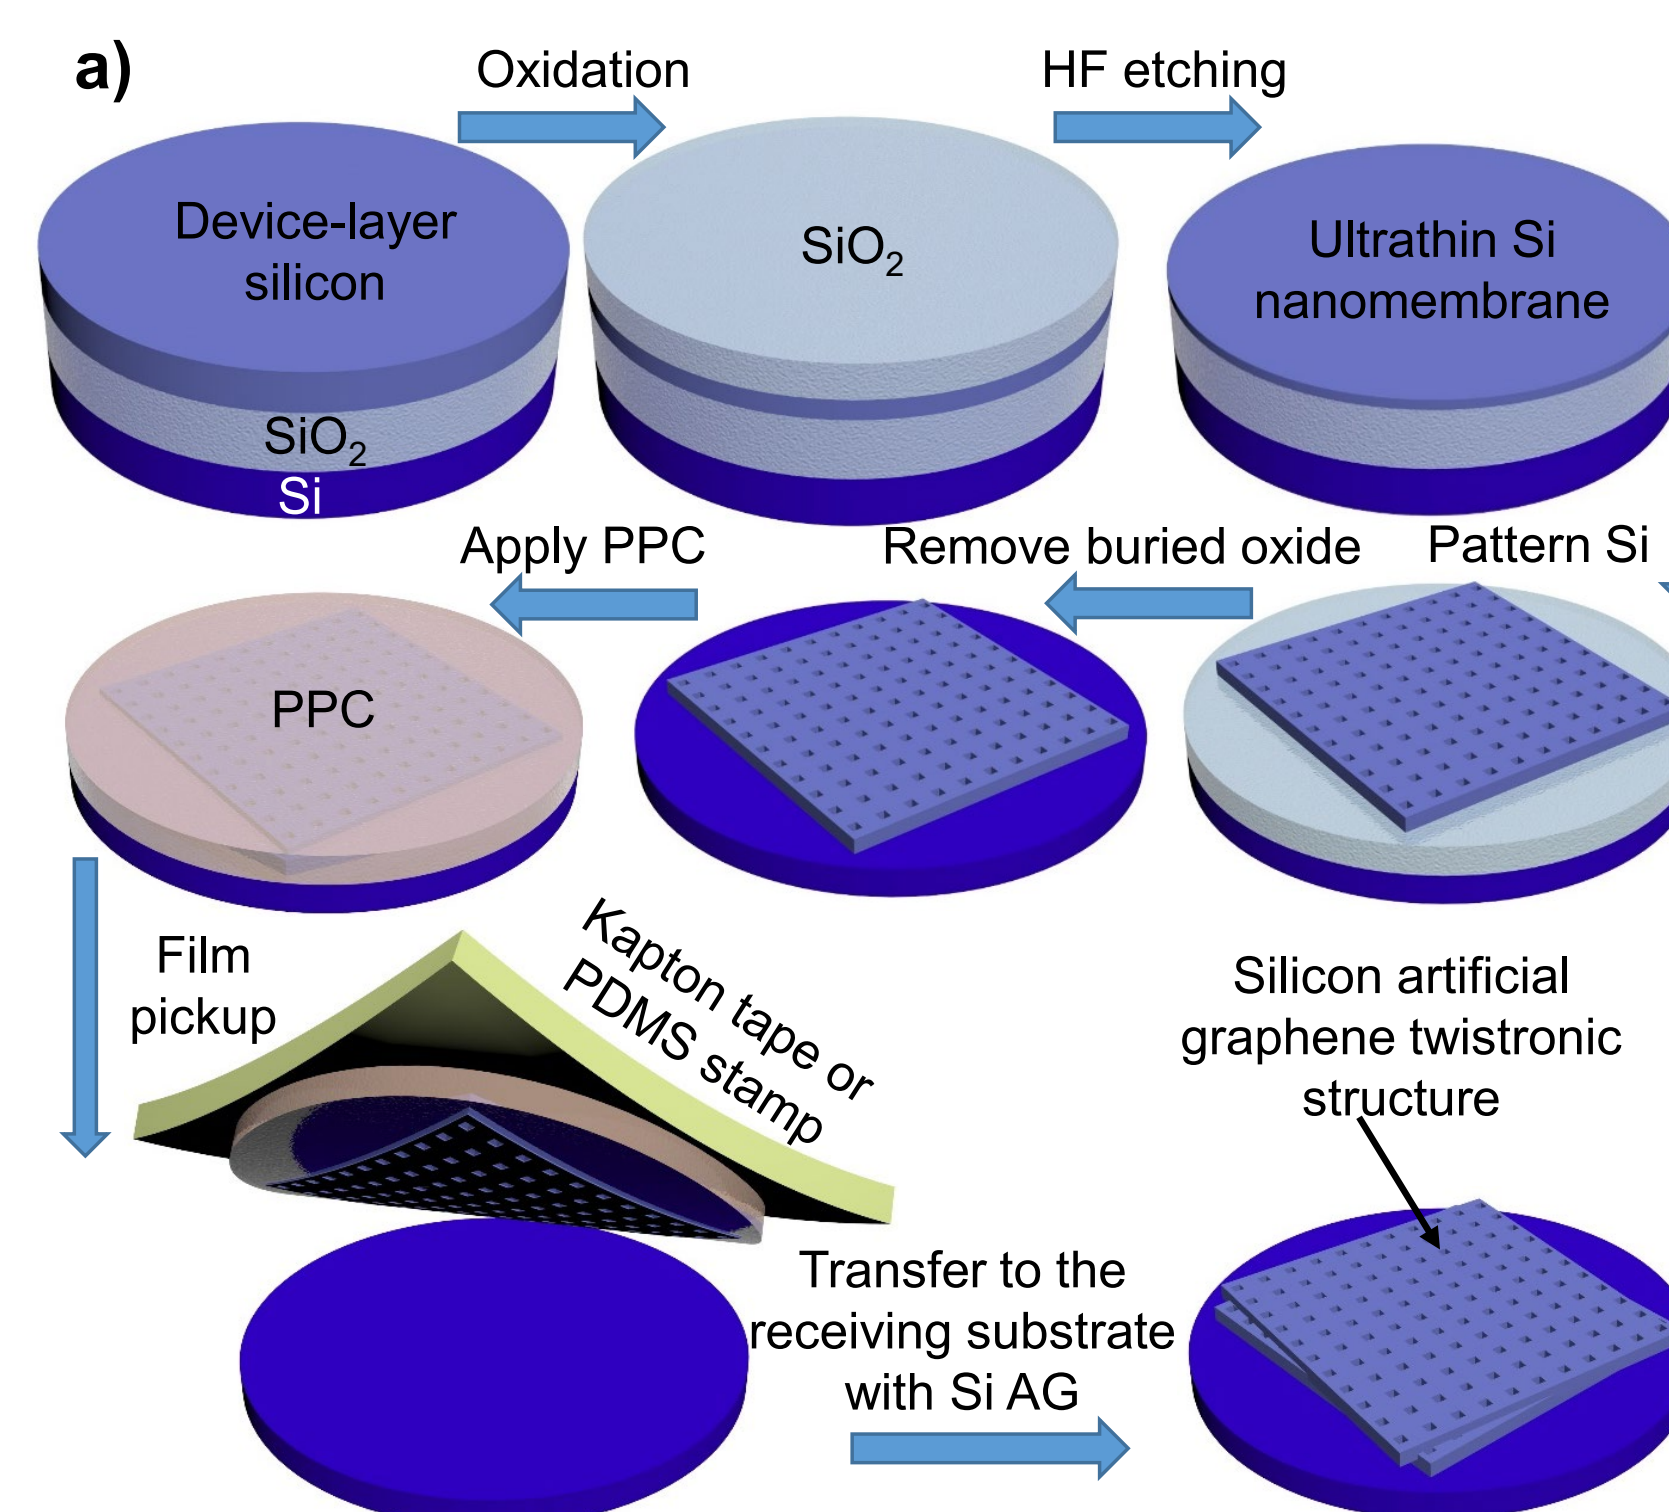 a)
Oxidation
HF etching
Device-layer
silicon
SiO₂
Si
SiO₂
Ultrathin Si
nanomembrane
Pattern Si
Remove buried oxide
Apply PPC
PPC
Film
pickup
Kapton tape or
PDMS stamp
Transfer to the
receiving substrate
with Si AG
Silicon artificial
graphene twistronic
structure